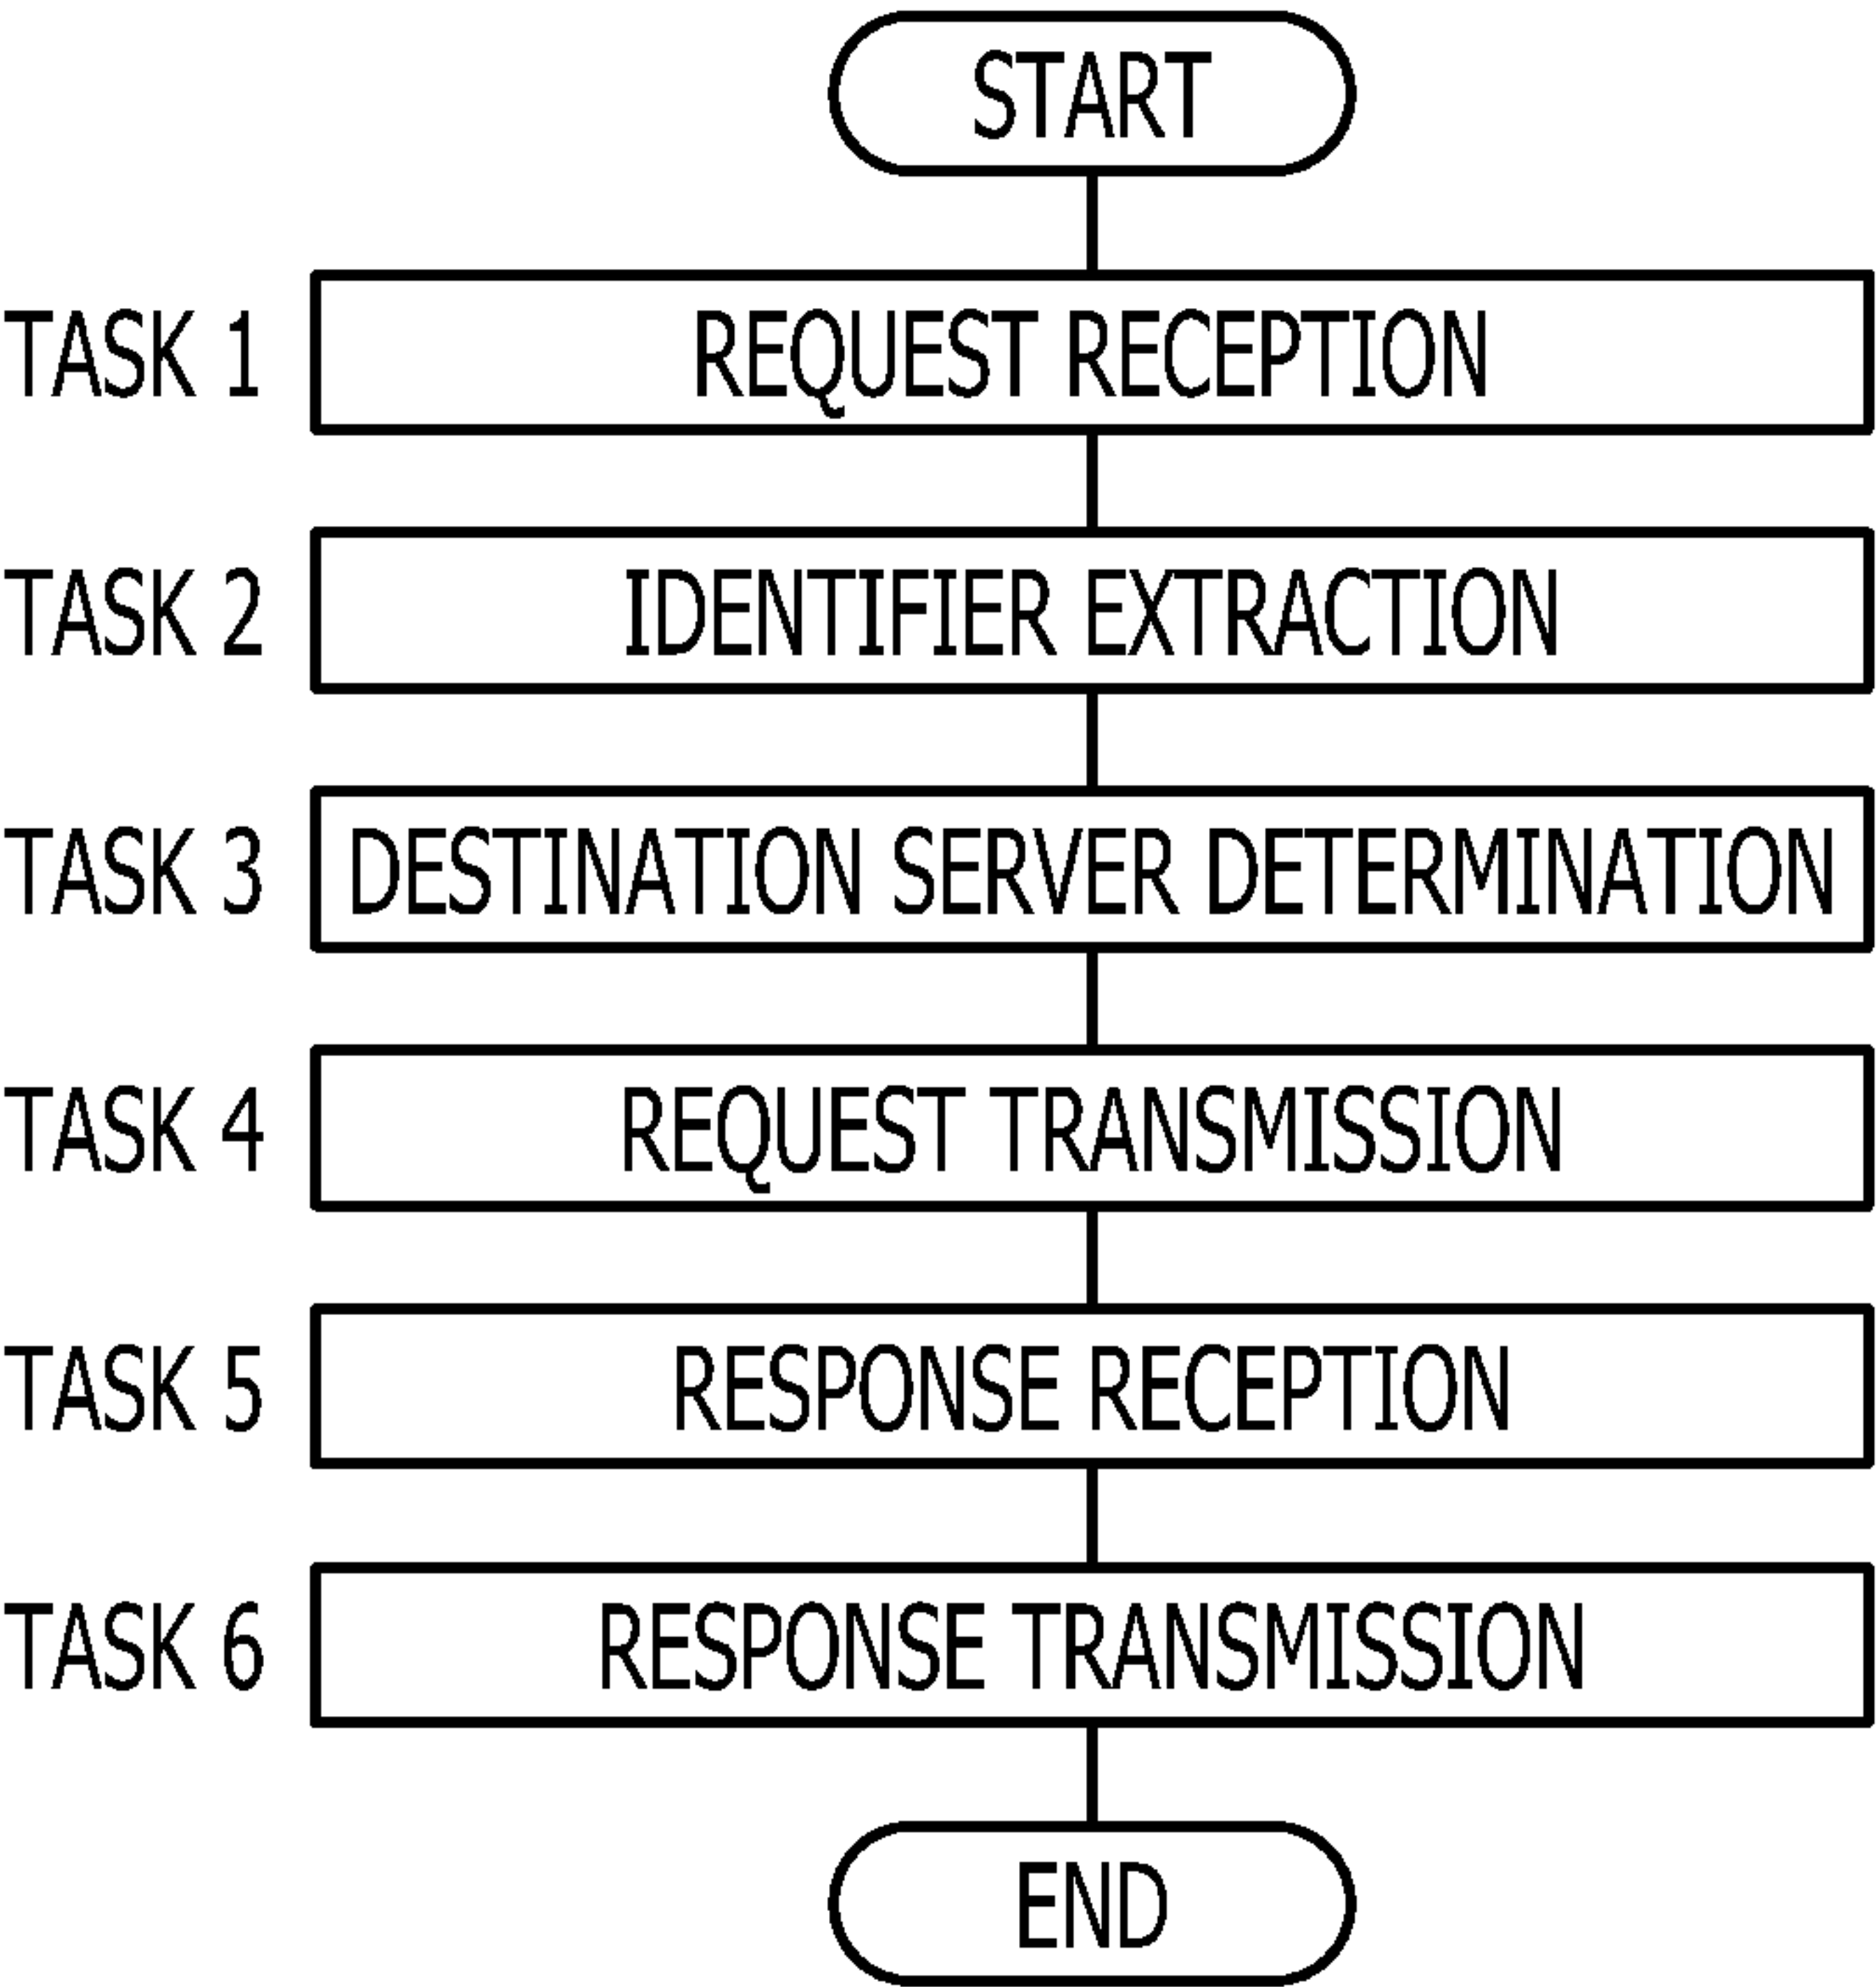 START
TASK 1 REQUEST RECEPTION
TASK 2 IDENTIFIER EXTRACTION
TASK 3 DESTINATION SERVER DETERMINATION
TASK 4 REQUEST TRANSMISSION
TASK 5 RESPONSE RECEPTION
TASK 6 RESPONSE TRANSMISSION
END